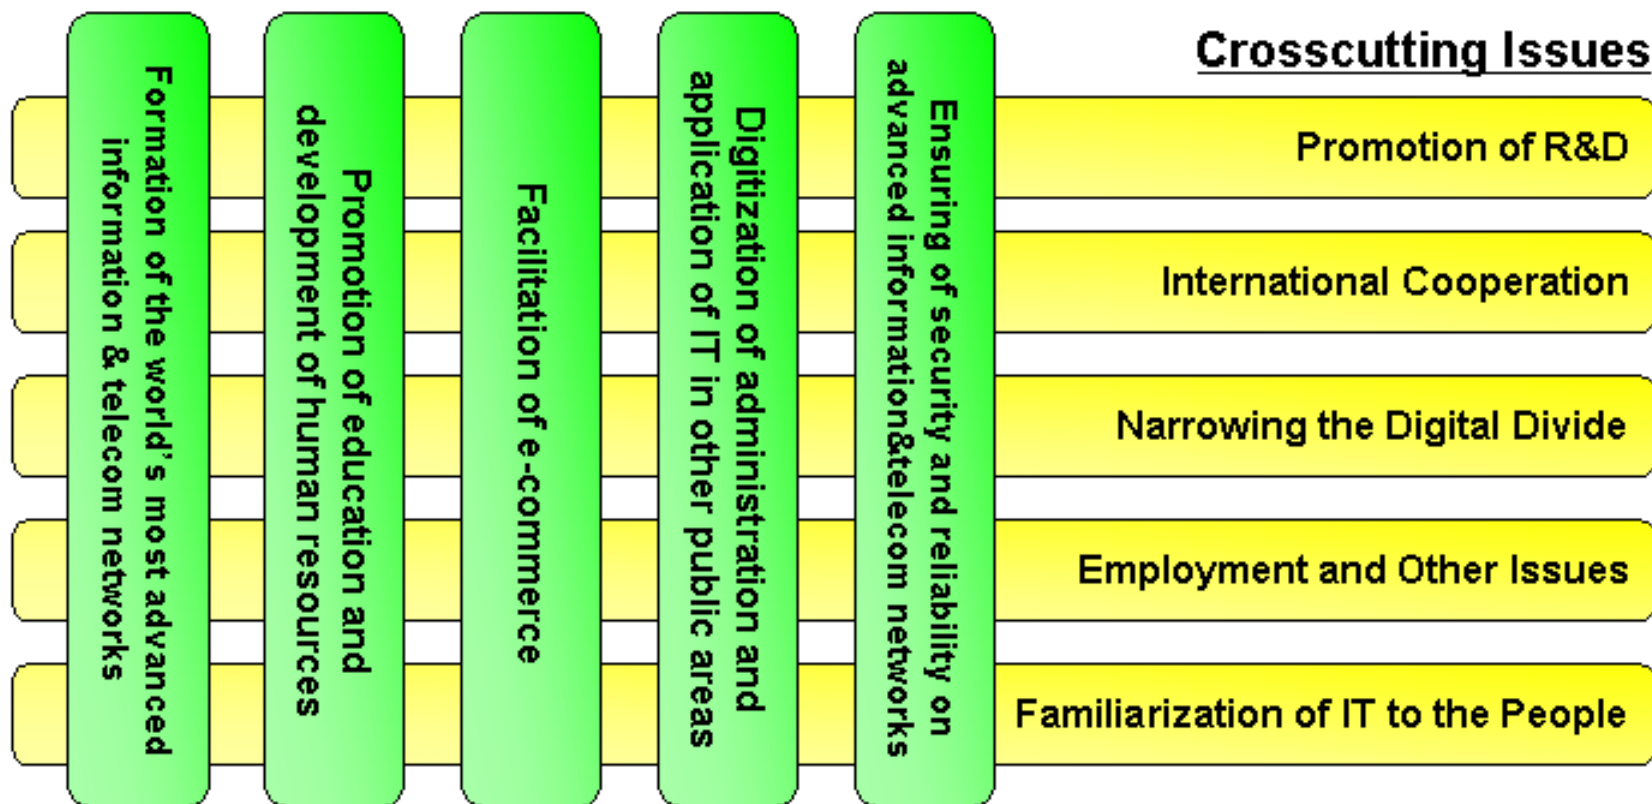 Crosscutting Issues
Formation of the world's most advanced
information & telecom networks
Promotion of education and
development of human resources
Facilitation of e-commerce
Digitization of administration and
application of IT in other public areas
Ensuring of security and reliability on
advanced information&telecom networks
Promotion of R&D
International Cooperation
Narrowing the Digital Divide
Employment and Other Issues
Familiarization of IT to the People